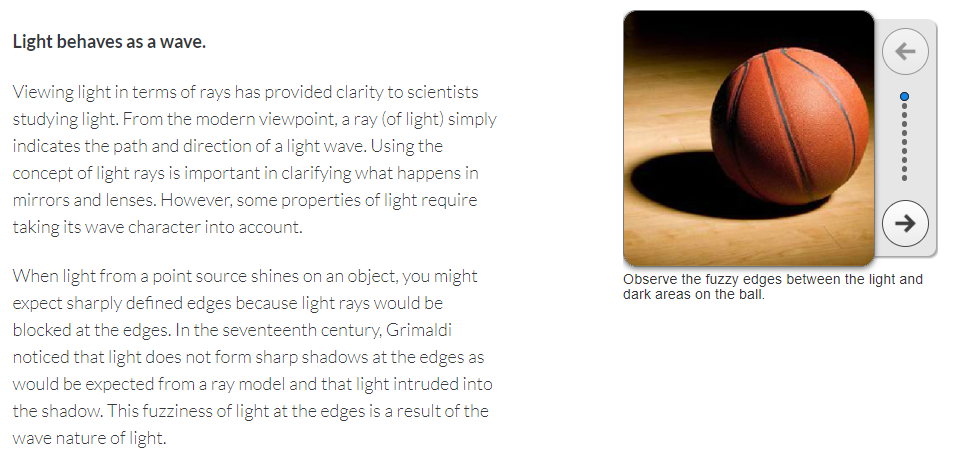 Light behaves as a wave.
Viewing light in terms of rays has provided clarity to scientists
studying light. From the modern viewpoint, a ray (of light) simply
indicates the path and direction of a light wave. Using the
concept of light rays is important in clarifying what happens in
mirrors and lenses. However, some properties of light require
taking its wave character into account.
When light from a point source shines on an object, you might
expect sharply defined edges because light rays would be
blocked at the edges. In the seventeenth century, Grimaldi
noticed that light does not form sharp shadows at the edges as
would be expected from a ray model and that light intruded into
the shadow. This fuzziness of light at the edges is a result of the
wave nature of light.
Observe the fuzzy edges between the light and
dark areas on the ball.